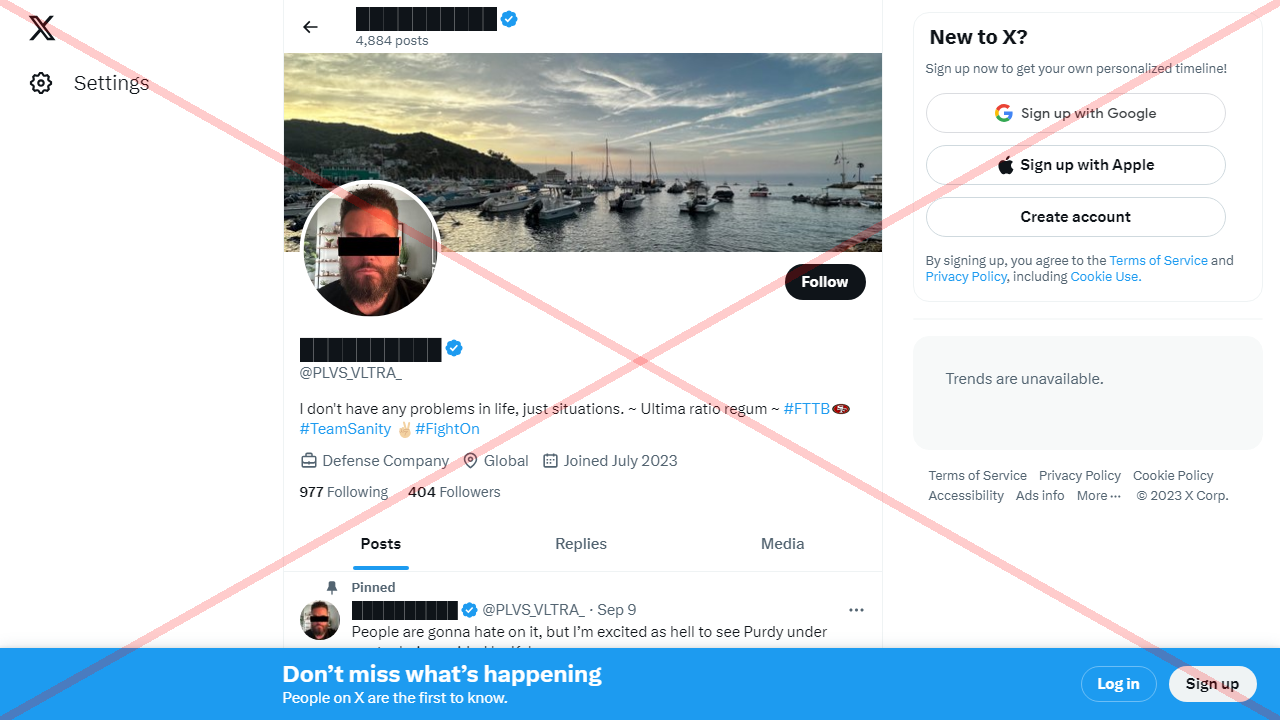 Settings
4,884 posts
Follow
@PLVS_VLTRA_
I don't have any problems in life, just situations. ~ Ultima ratio regum ~ #FTTB
#TeamSanity ✌🏼#FightOn
Defense Company Global Joined July 2023
977 Following 404 Followers
Posts Replies Media
Pinned
@PLVS_VLTRA_ · Sep 9
People are gonna hate on it, but I’m excited as hell to see Purdy under
New to X?
Sign up now to get your own personalized timeline!
Sign up with Google
Sign up with Apple
Create account
By signing up, you agree to the Terms of Service and
Privacy Policy, including Cookie Use.
Trends are unavailable.
Terms of Service Privacy Policy Cookie Policy
Accessibility Ads info More ··· © 2023 X Corp.
Don’t miss what’s happening
People on X are the first to know.
Log in Sign up